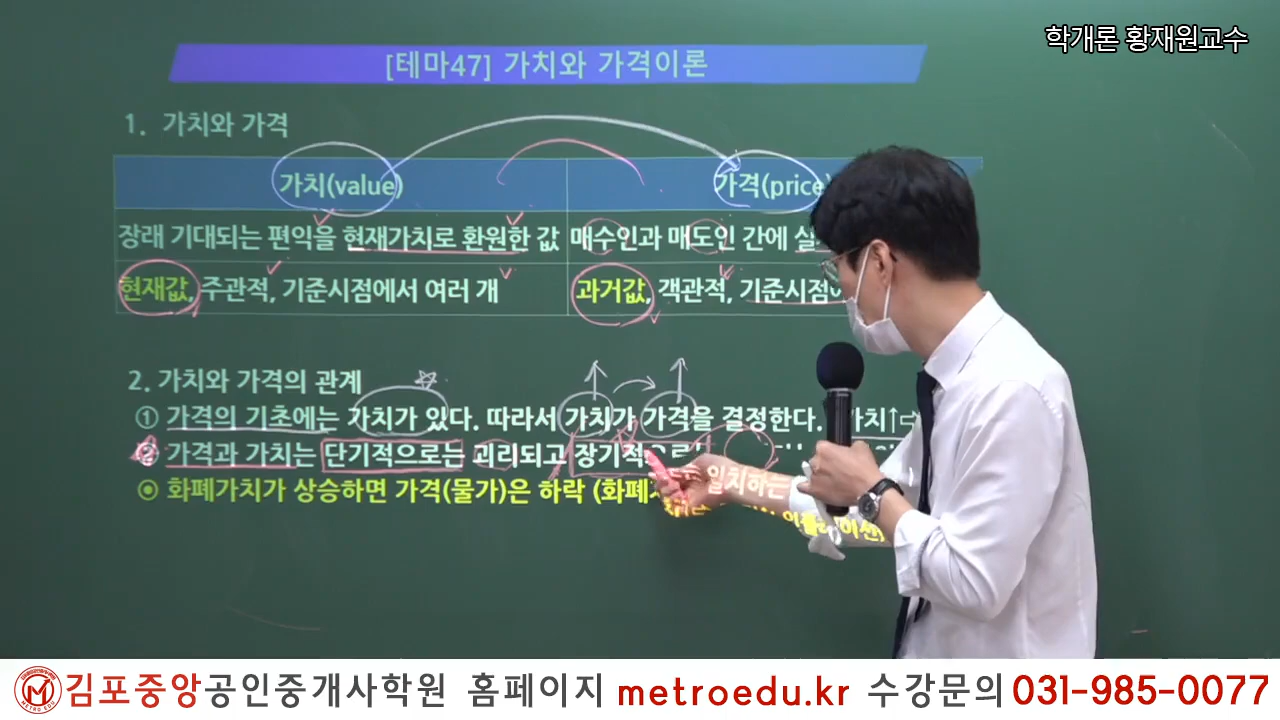 학개론 황재원교수
[테마47] 가치와 가격이론
1. 가치와 가격
가치(value) 가격(price)
장래 기대되는 편익을 현재가치로 환원한 값 매수인과 매도인 간에
현재값, 주관적, 기준시점에서 여러 개 과거값, 객관적, 기준시점에
2. 가치와 가격의 관계
① 가격의 기초에는 가치가 있다. 따라서 가치가 가격을 결정한다. 가치↑⇨
② 가격과 가치는 단기적으로는 괴리되고 장기적으로는 일치하는
◉ 화폐가치가 상승하면 가격(물가)은 하락 (화폐
METRO EDU
김포중앙공인중개사학원 홈페이지 metroedu.kr 수강문의 031-985-0077